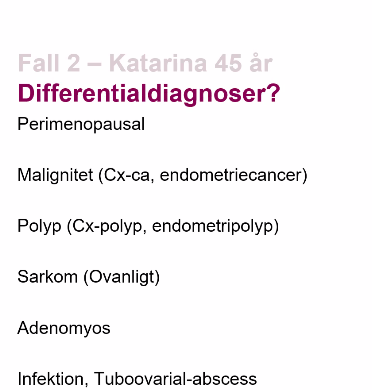 Fall 2 – Katarina 45 år
Differentialdiagnoser?
Perimenopausal
Malignitet (Cx-ca, endometriecancer)
Polyp (Cx-polyp, endometripolyp)
Sarkom (Ovanligt)
Adenomyos
Infektion, Tuboovarial-abscess